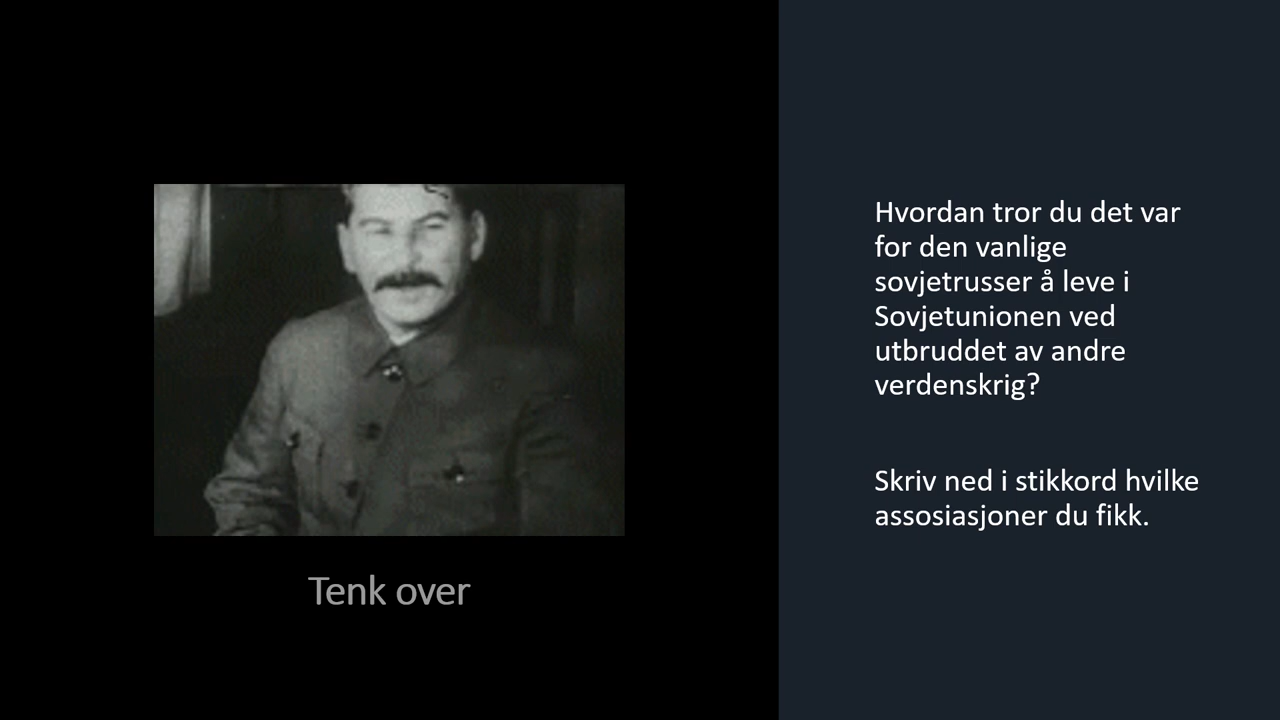 Hvordan tror du det var
for den vanlige
sovjetrusser å leve i
Sovjetunionen ved
utbruddet av andre
verdenskrig?
Skriv ned i stikkord hvilke
assosiasjoner du fikk.
Tenk over